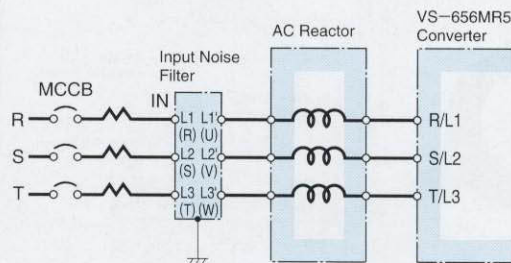 VS-656MR5
Converter
AC Reactor
Input Noise
Filter
MCCB
IN
R
L1 L1'
(R) (U)
R/L1
S
L2 L2'
(S) (V)
S/L2
T
L3 L3'
(T) (W)
T/L3